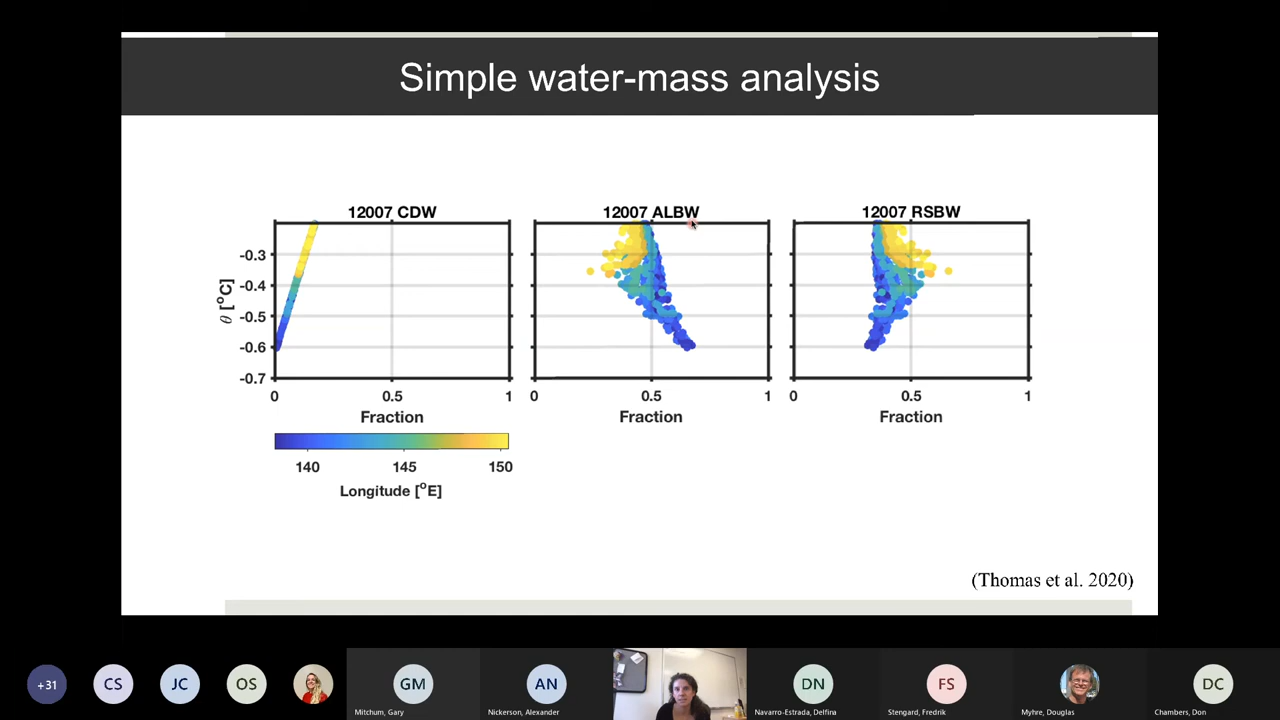 Simple water-mass analysis
12007 CDW
12007 ALBW
12007 RSBW
-0.3
-0.4
-0.5
-0.6
-0.7
θ [°C]
0 0.5 1
0 0.5 1
0 0.5 1
Fraction
Fraction
Fraction
140 145 150
Longitude [°E]
(Thomas et al. 2020)
+31
CS
JC
OS
GM
AN
DN
FS
DC
Mitchum, Gary
Nickerson, Alexander
Navarro-Estrada, Delfina
Stengard, Fredrik
Myhre, Douglas
Chambers, Don